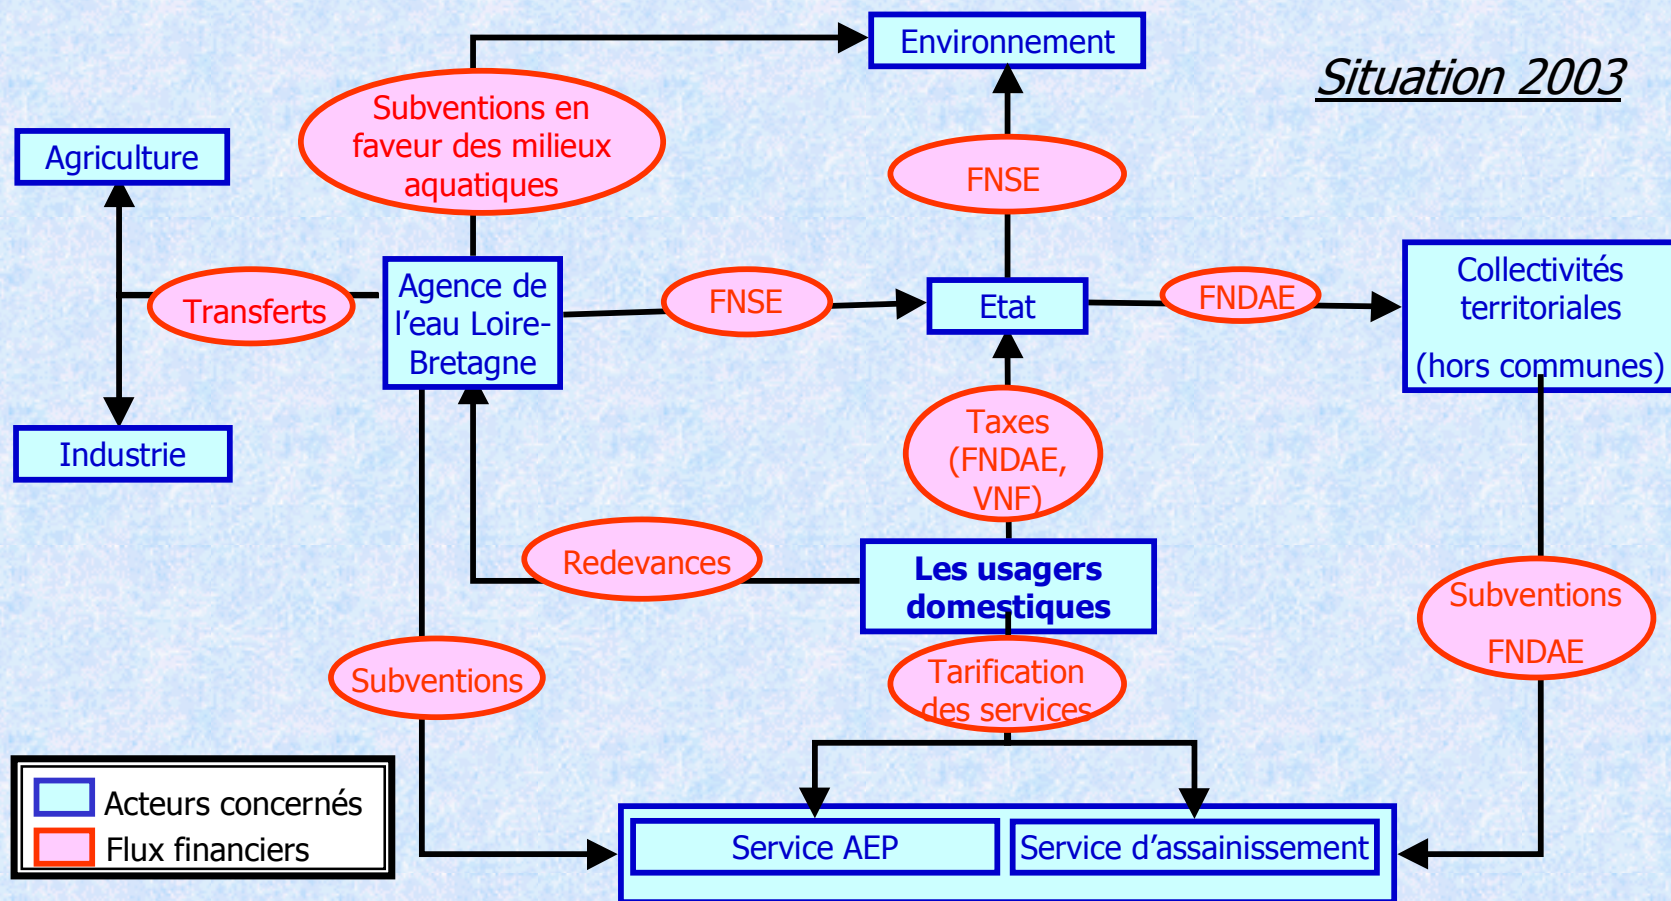 Environnement
Situation 2003
Subventions en
faveur des milieux
aquatiques
Agriculture
FNSE
Collectivités
territoriales
(hors communes)
Agence de
l'eau Loire-
Bretagne
FNSE
Etat
FNDAE
Transferts
Taxes
(FNDAE,
VNF)
Industrie
Redevances
Les usagers
domestiques
Subventions
FNDAE
Subventions
Tarification
des services
Acteurs concernés
Flux financiers
Service AEP
Service d'assainissement